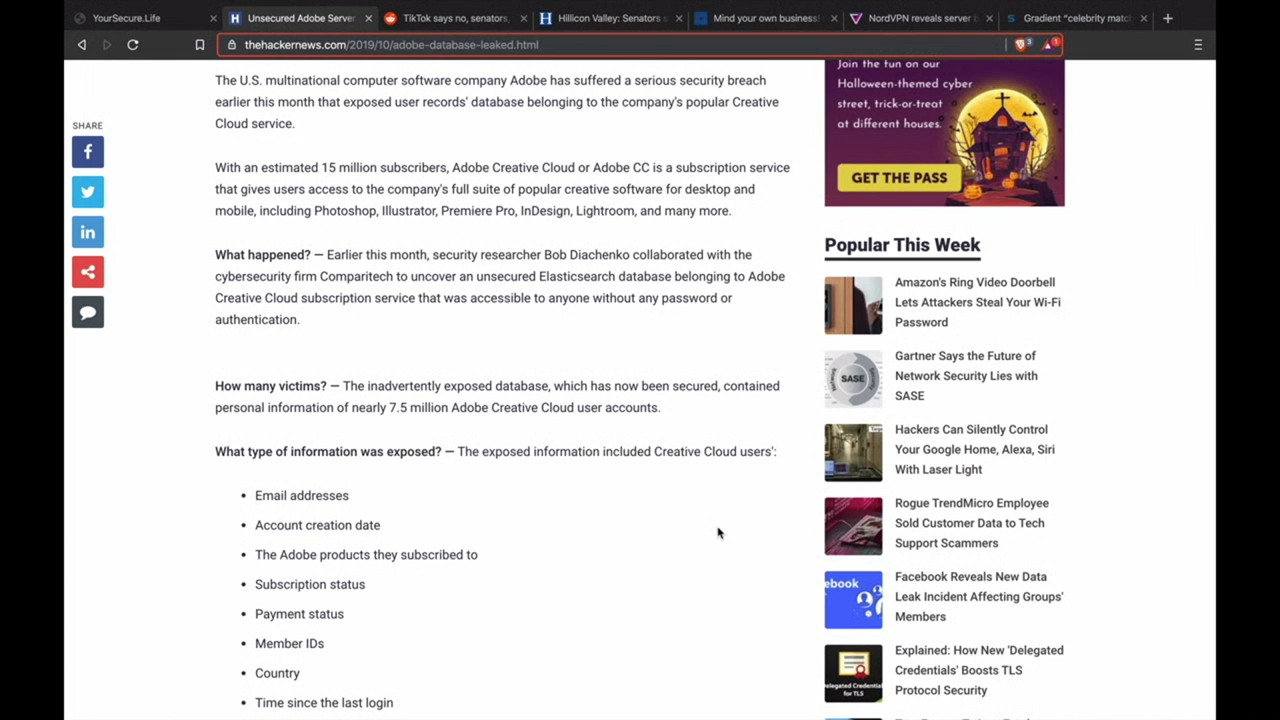 YourSecure.Life
Unsecured Adobe Server
TikTok says no, senators,
Hillicon Valley: Senators s
Mind your own business!
NordVPN reveals server b
Gradient "celebrity matc
thehackernews.com/2019/10/adobe-database-leaked.html
3
1
SHARE
The U.S. multinational computer software company Adobe has suffered a serious security breach
earlier this month that exposed user records' database belonging to the company's popular Creative
Cloud service.
With an estimated 15 million subscribers, Adobe Creative Cloud or Adobe CC is a subscription service
that gives users access to the company's full suite of popular creative software for desktop and
mobile, including Photoshop, Illustrator, Premiere Pro, InDesign, Lightroom, and many more.
What happened? — Earlier this month, security researcher Bob Diachenko collaborated with the
cybersecurity firm Comparitech to uncover an unsecured Elasticsearch database belonging to Adobe
Creative Cloud subscription service that was accessible to anyone without any password or
authentication.
How many victims? — The inadvertently exposed database, which has now been secured, contained
personal information of nearly 7.5 million Adobe Creative Cloud user accounts.
What type of information was exposed? — The exposed information included Creative Cloud users':
• Email addresses
• Account creation date
• The Adobe products they subscribed to
• Subscription status
• Payment status
• Member IDs
• Country
• Time since the last login
Join the fun on our
Halloween-themed cyber
street, trick-or-treat
at different houses.
GET THE PASS
Popular This Week
Amazon's Ring Video Doorbell
Lets Attackers Steal Your Wi-Fi
Password
SASE
Gartner Says the Future of
Network Security Lies with
SASE
Hackers Can Silently Control
Your Google Home, Alexa, Siri
With Laser Light
Rogue TrendMicro Employee
Sold Customer Data to Tech
Support Scammers
ebook
Facebook Reveals New Data
Leak Incident Affecting Groups'
Members
Delegated Credential
for TLS
Explained: How New 'Delegated
Credentials' Boosts TLS
Protocol Security